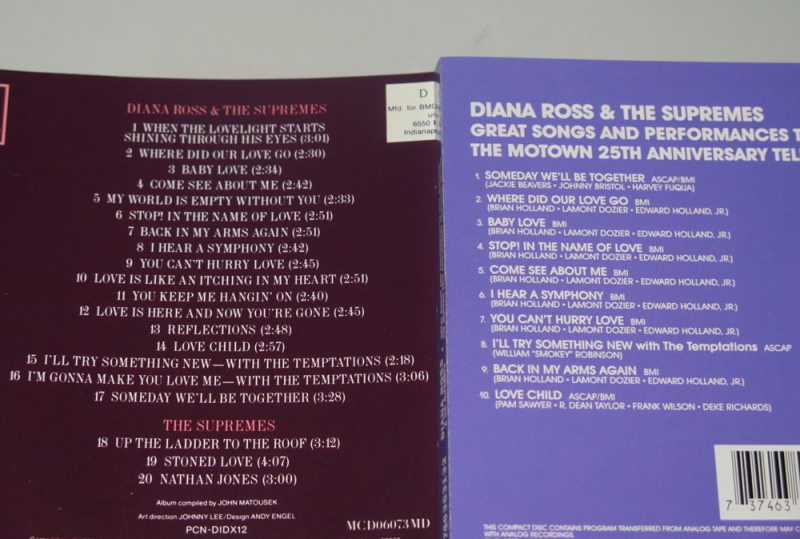 DIANA ROSS & THE SUPREMES
1 WHEN THE LOVELIGHT STARTS
SHINING THROUGH HIS EYES (3:01)
2 WHERE DID OUR LOVE GO (2:30)
3 BABY LOVE (2:34)
4 COME SEE ABOUT ME (2:42)
5 MY WORLD IS EMPTY WITHOUT YOU (2:33)
6 STOP! IN THE NAME OF LOVE (2:51)
7 BACK IN MY ARMS AGAIN (2:51)
8 I HEAR A SYMPHONY (2:42)
9 YOU CAN'T HURRY LOVE (2:45)
10 LOVE IS LIKE AN ITCHING IN MY HEART (2:51)
11 YOU KEEP ME HANGIN' ON (2:40)
12 LOVE IS HERE AND NOW YOU'RE GONE (2:45)
13 REFLECTIONS (2:48)
14 LOVE CHILD (2:57)
15 I'LL TRY SOMETHING NEW—WITH THE TEMPTATIONS (2:18)
16 I'M GONNA MAKE YOU LOVE ME—WITH THE TEMPTATIONS (3:06)
17 SOMEDAY WE'LL BE TOGETHER (3:28)
THE SUPREMES
18 UP THE LADDER TO THE ROOF (3:12)
19 STONED LOVE (4:07)
20 NATHAN JONES (3:00)
Album compiled by JOHN MATOUSEK
Art direction JOHNNY LEE/Design ANDY ENGEL
PCN-DIDX12
MCD06073MD
D
Mfd. for BMG
un
6550 E
Indianap
DIANA ROSS & THE SUPREMES
GREAT SONGS AND PERFORMANCES T
THE MOTOWN 25TH ANNIVERSARY TEL
1. SOMEDAY WE'LL BE TOGETHER ASCAP/BMI
(JACKIE BEAVERS • JOHNNY BRISTOL • HARVEY FUQUA)
2. WHERE DID OUR LOVE GO BMI
(BRIAN HOLLAND • LAMONT DOZIER • EDWARD HOLLAND, JR.)
3. BABY LOVE BMI
(BRIAN HOLLAND • LAMONT DOZIER • EDWARD HOLLAND, JR.)
4. STOP! IN THE NAME OF LOVE BMI
(BRIAN HOLLAND • LAMONT DOZIER • EDWARD HOLLAND, JR.)
5. COME SEE ABOUT ME BMI
(BRIAN HOLLAND • LAMONT DOZIER • EDWARD HOLLAND, JR.)
6. I HEAR A SYMPHONY BMI
(BRIAN HOLLAND • LAMONT DOZIER • EDWARD HOLLAND, JR.)
7. YOU CAN'T HURRY LOVE BMI
(BRIAN HOLLAND • LAMONT DOZIER • EDWARD HOLLAND, JR.)
8. I'LL TRY SOMETHING NEW with The Temptations ASCAP
(WILLIAM "SMOKEY" ROBINSON)
9. BACK IN MY ARMS AGAIN BMI
(BRIAN HOLLAND • LAMONT DOZIER • EDWARD HOLLAND, JR.)
10. LOVE CHILD ASCAP/BMI
(PAM SAWYER • R. DEAN TAYLOR • FRANK WILSON • DEKE RICHARDS)
7 37463
THIS COMPACT DISC CONTAINS PROGRAM TRANSFERRED FROM ANALOG TAPE AND THEREFORE MAY C
WITH ANALOG RECORDINGS.